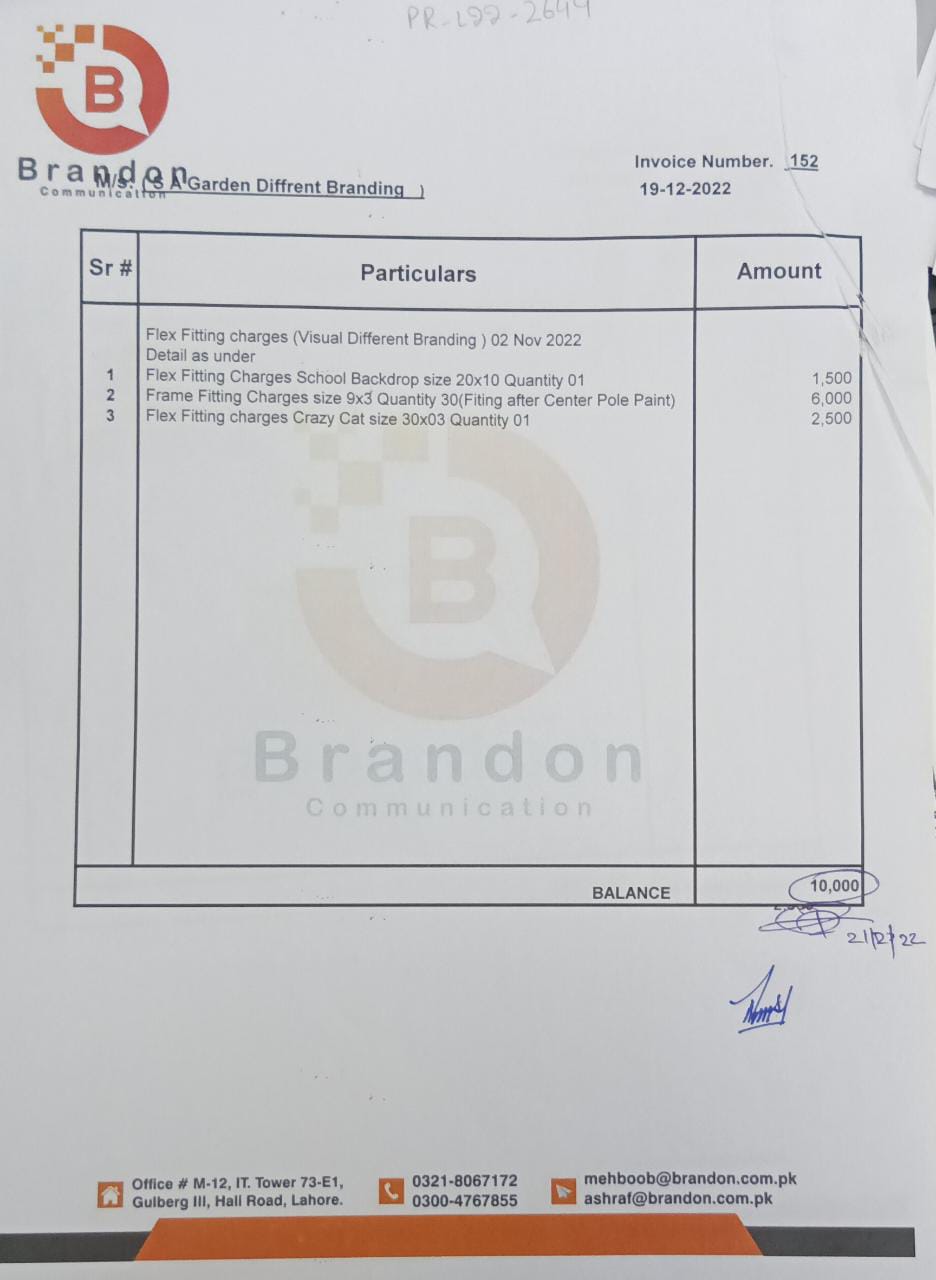 PR-L99-2644
B
Brandon
Communication
M/s. ( S A Garden Diffrent Branding )
Invoice Number. 152
19-12-2022
Sr # Particulars Amount
Flex Fitting charges (Visual Different Branding ) 02 Nov 2022
Detail as under
1 Flex Fitting Charges School Backdrop size 20x10 Quantity 01 1,500
2 Frame Fitting Charges size 9x3 Quantity 30(Fiting after Center Pole Paint) 6,000
3 Flex Fitting charges Crazy Cat size 30x03 Quantity 01 2,500
B
Brandon
Communication
BALANCE 10,000
21/12/22
Office # M-12, IT. Tower 73-E1,
Gulberg III, Hall Road, Lahore.
0321-8067172
0300-4767855
mehboob@brandon.com.pk
ashraf@brandon.com.pk